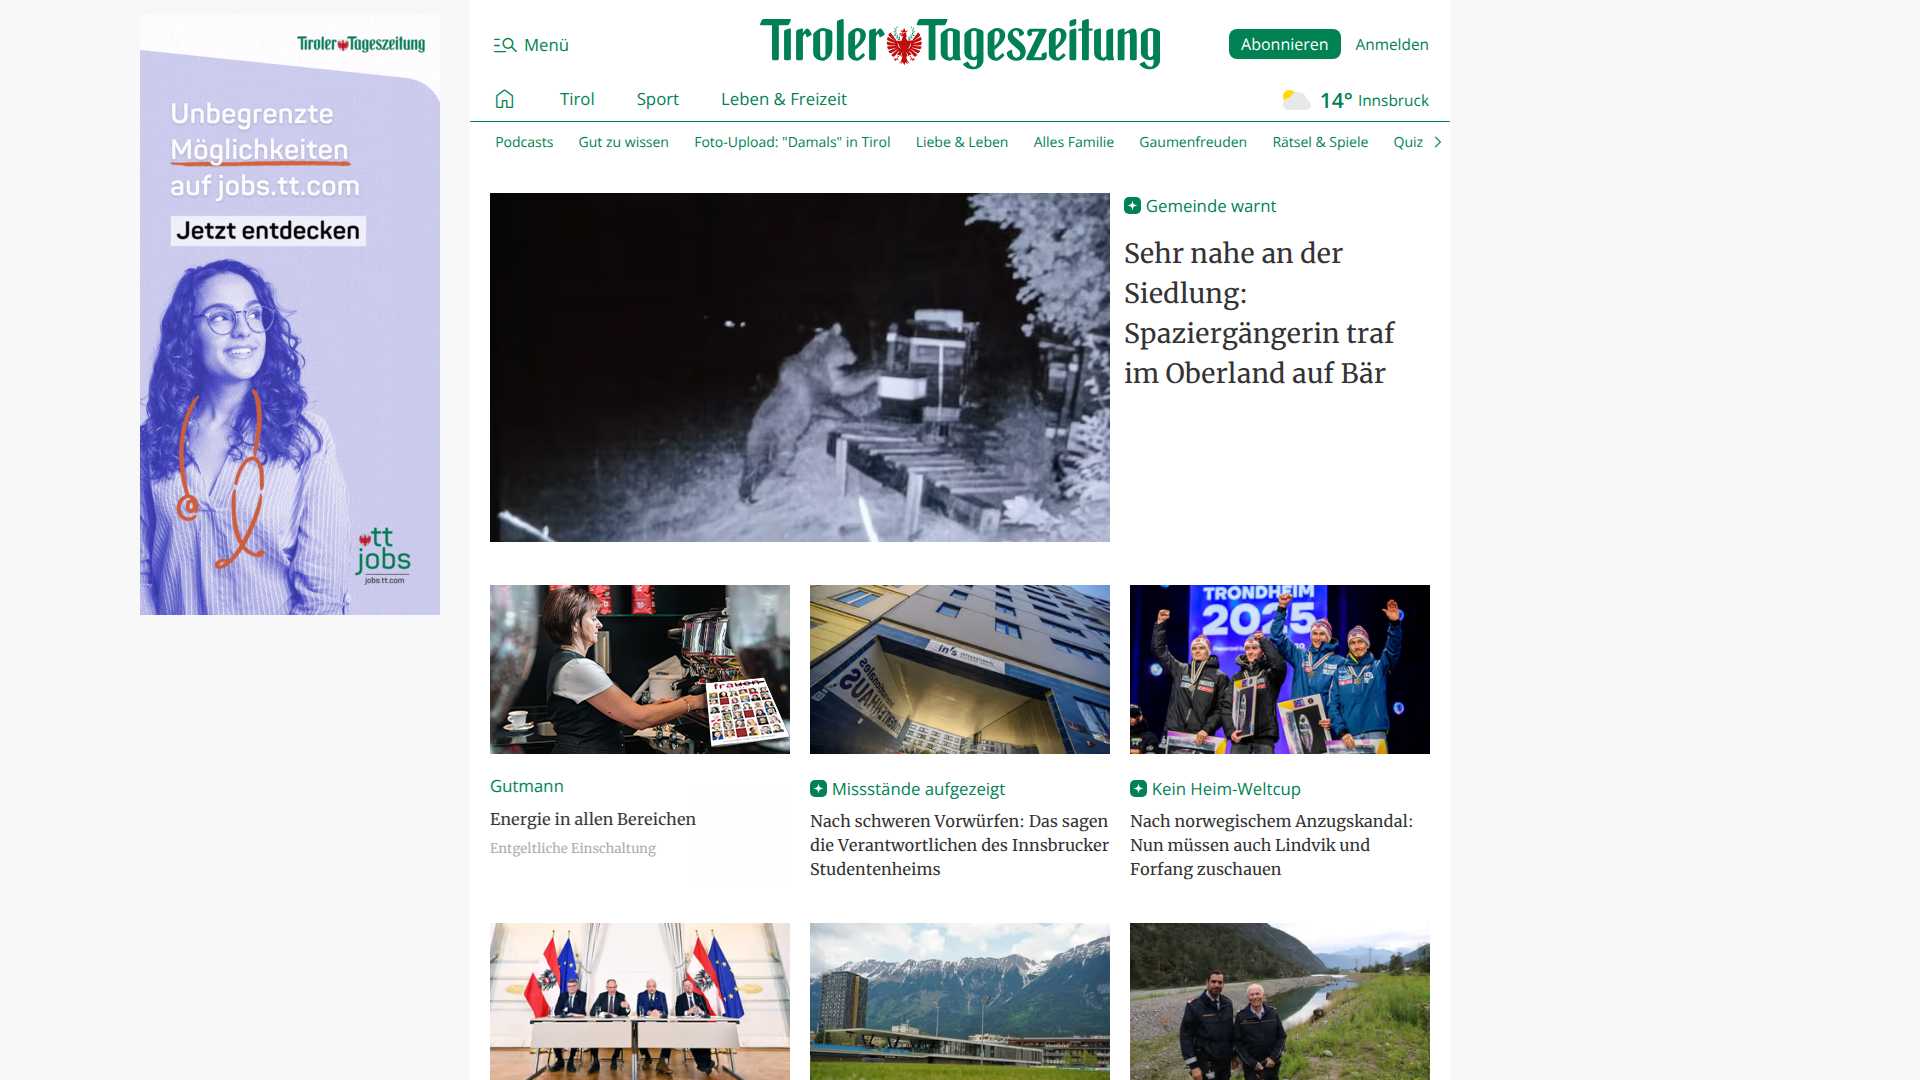 Tiroler Tageszeitung
Unbegrenzte
Möglichkeiten
auf jobs.tt.com
Jetzt entdecken
tt
jobs
jobs.tt.com
Menü
Tiroler Tageszeitung
Abonnieren
Anmelden
Tirol
Sport
Leben & Freizeit
14° Innsbruck
Podcasts
Gut zu wissen
Foto-Upload: "Damals" in Tirol
Liebe & Leben
Alles Familie
Gaumenfreuden
Rätsel & Spiele
Quiz
Gemeinde warnt
Sehr nahe an der
Siedlung:
Spaziergängerin traf
im Oberland auf Bär
frauen
in's
TRONDHEIM
2025
Gutmann
Energie in allen Bereichen
Entgeltliche Einschaltung
Missstände aufgezeigt
Nach schweren Vorwürfen: Das sagen
die Verantwortlichen des Innsbrucker
Studentenheims
Kein Heim-Weltcup
Nach norwegischem Anzugskandal:
Nun müssen auch Lindvik und
Forfang zuschauen